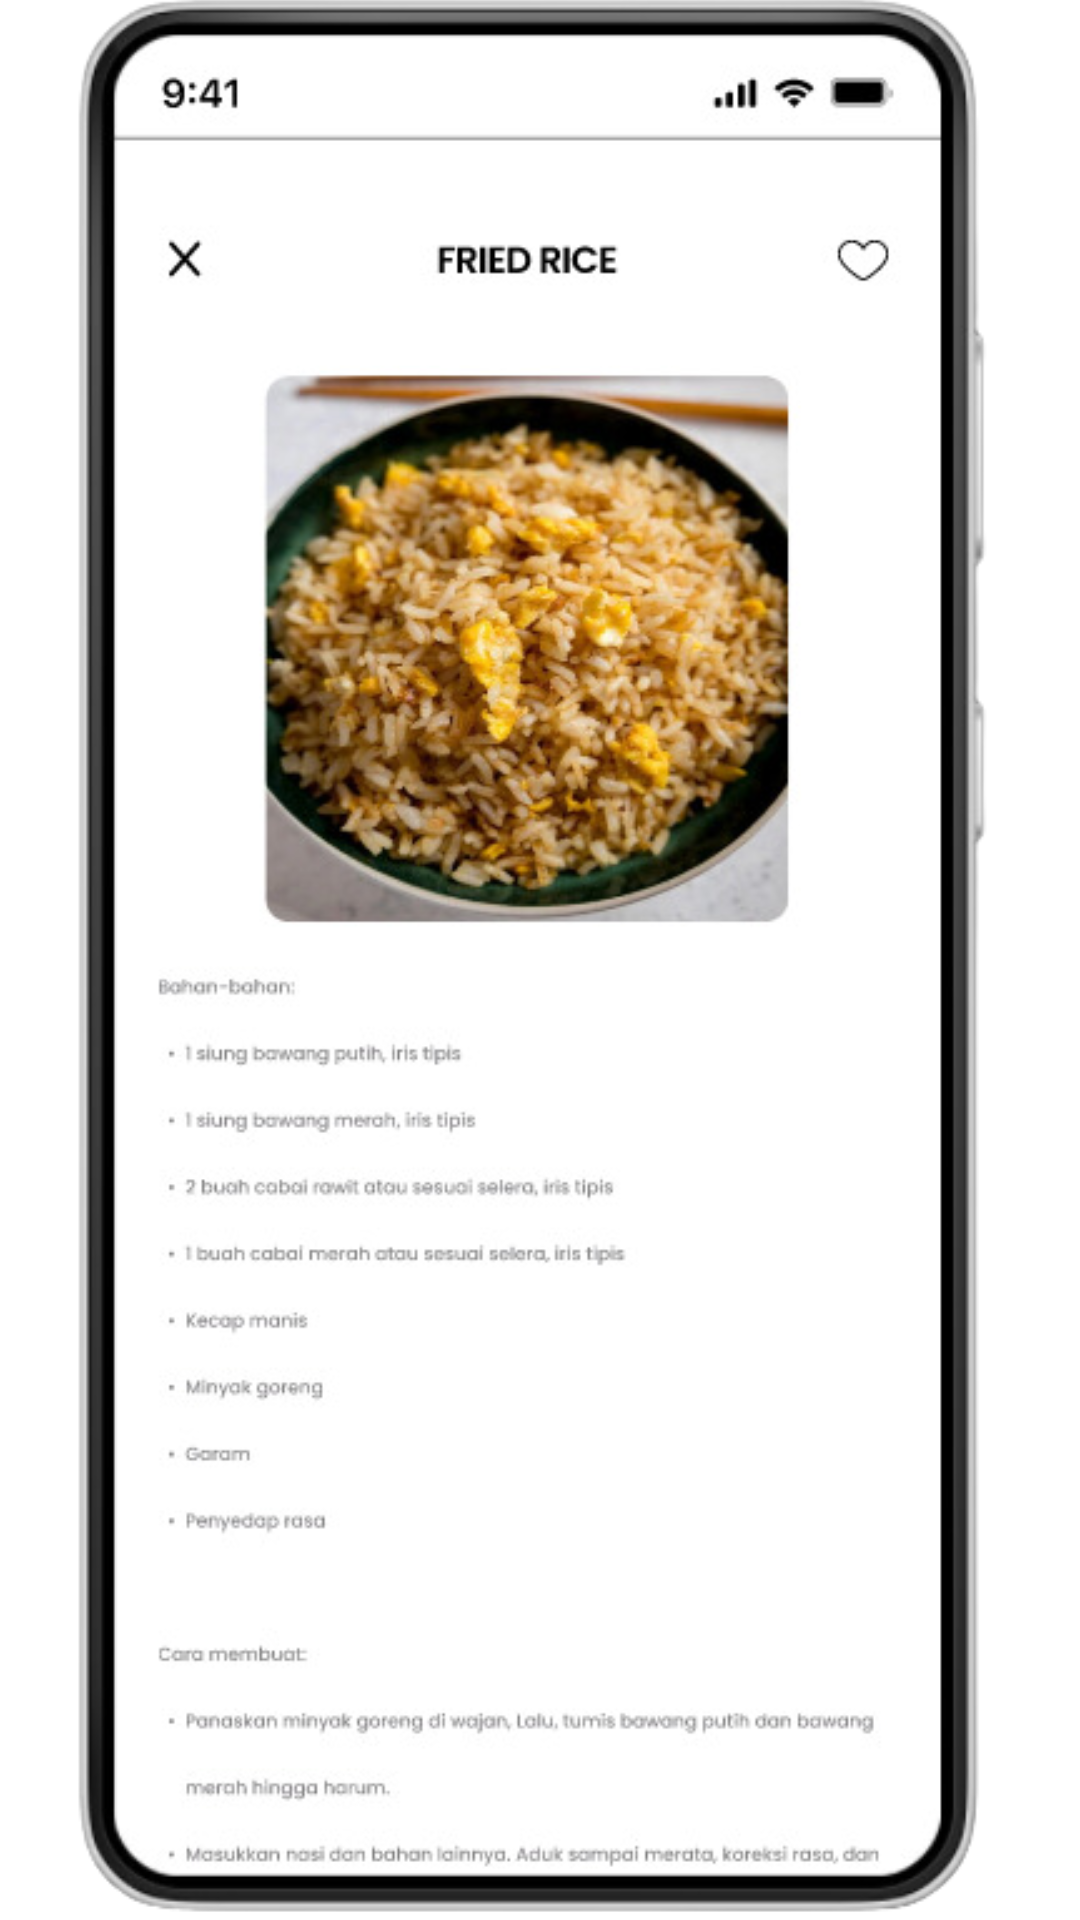 9:41
FRIED RICE
Bahan-bahan:
• 1 siung bawang putih, iris tipis
• 1 siung bawang merah, iris tipis
• 2 buah cabai rawit atau sesuai selera, iris tipis
• 1 buah cabai merah atau sesuai selera, iris tipis
• Kecap manis
• Minyak goreng
• Garam
• Penyedap rasa
Cara membuat:
• Panaskan minyak goreng di wajan, Lalu, tumis bawang putih dan bawang
merah hingga harum.
• Masukkan nasi dan bahan lainnya. Aduk sampai merata, koreksi rasa, dan